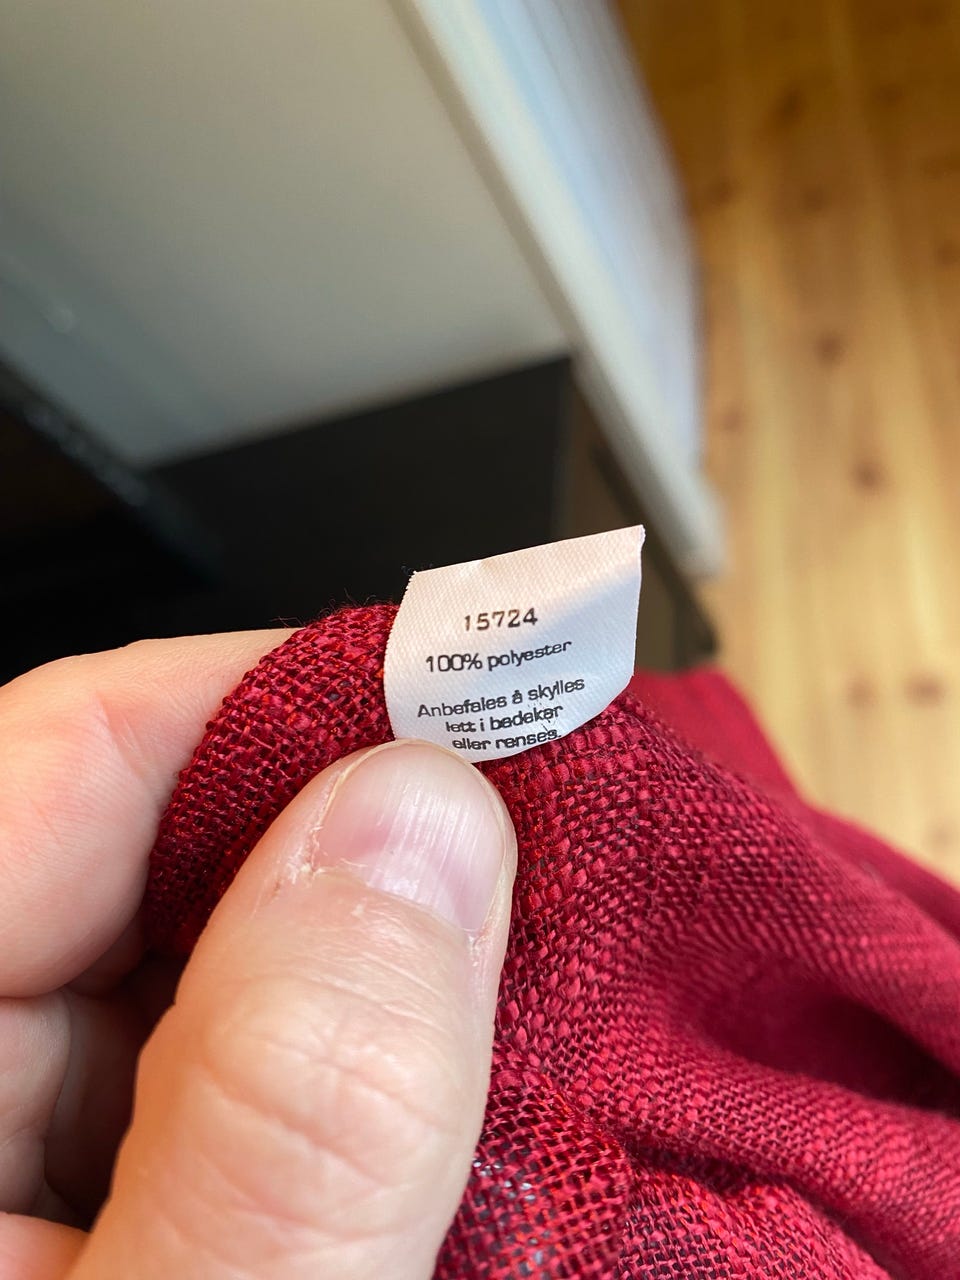 15724
100% polyester
Anbefales å skylles
lett i badekar
eller renses.